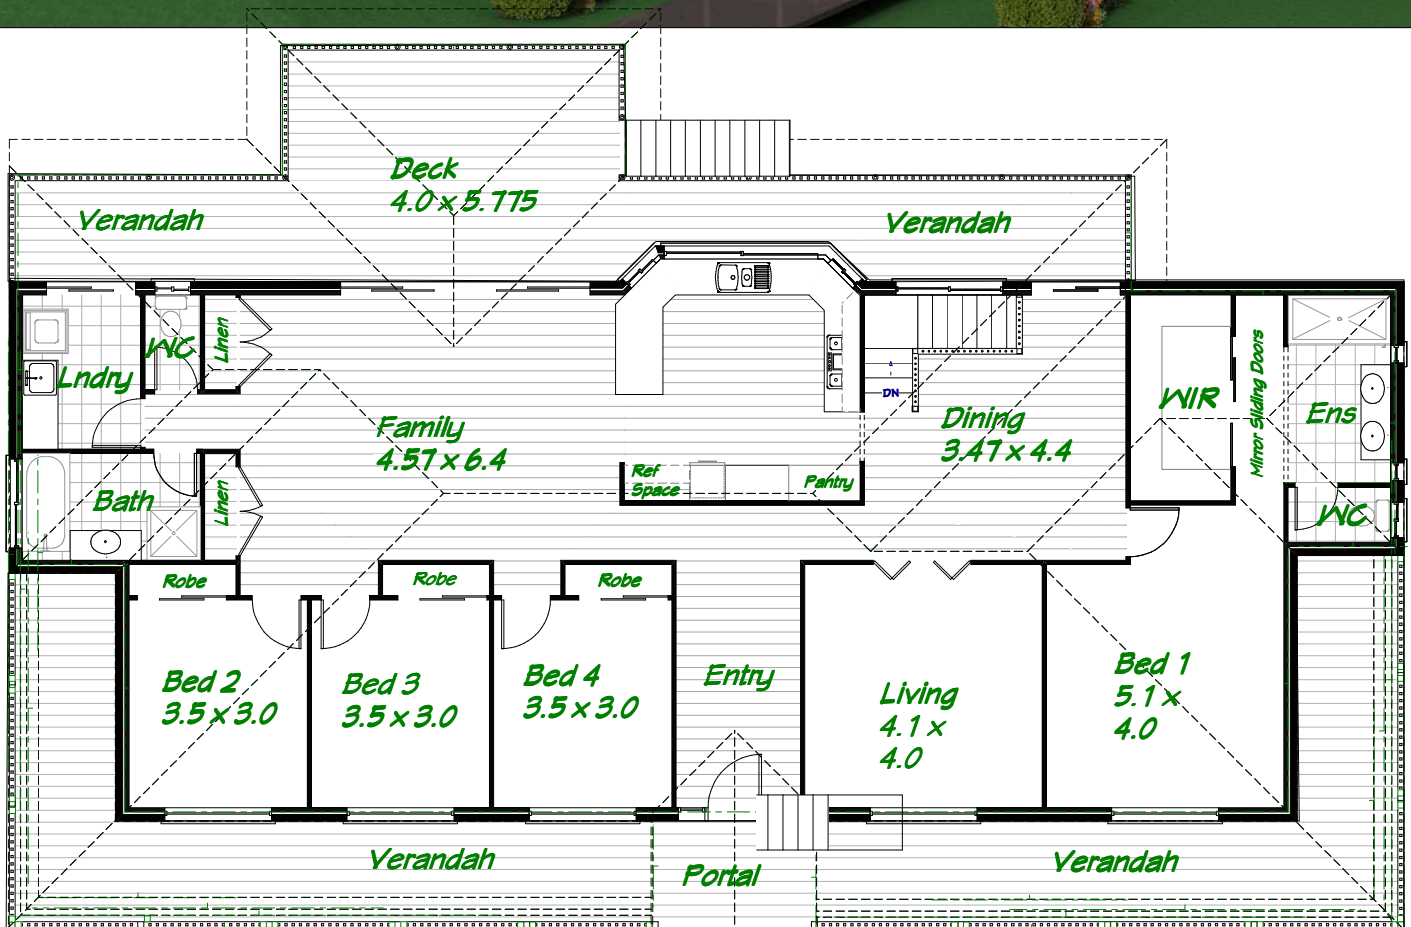 Deck
4.0 x 5.775
Verandah
Verandah
WC
Linen
Lndry
DN
Mirror Sliding Doors
WIR
Ens
Family
4.57 x 6.4
Dining
3.47 x 4.4
Ref
Space
Pantry
Bath
Linen
WC
Robe
Robe
Robe
Bed 2
3.5 x 3.0
Bed 3
3.5 x 3.0
Bed 4
3.5 x 3.0
Entry
Living
4.1 x
4.0
Bed 1
5.1 x
4.0
Verandah
Portal
Verandah